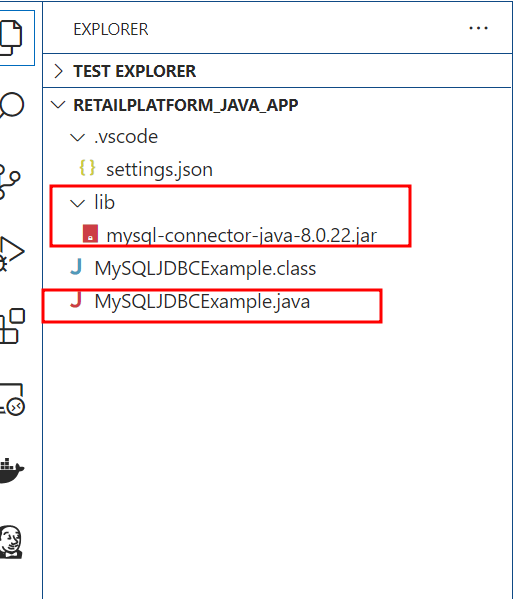 EXPLORER
TEST EXPLORER
RETAILPLATFORM_JAVA_APP
.vscode
{} settings.json
lib
mysql-connector-java-8.0.22.jar
J MySQLJDBCExample.class
J MySQLJDBCExample.java